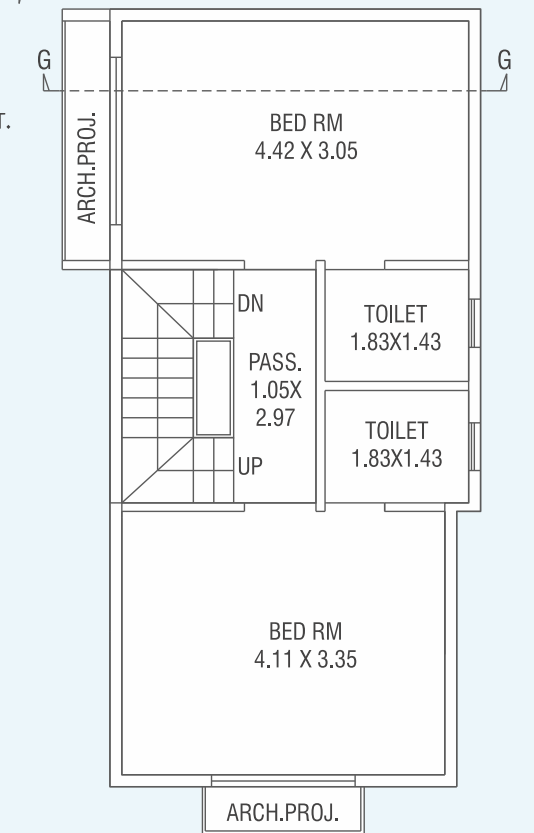 G
G
T.
BED RM
4.42 X 3.05
ARCH.PROJ.
DN
TOILET
1.83X1.43
PASS.
1.05X
2.97
TOILET
1.83X1.43
UP
BED RM
4.11 X 3.35
ARCH.PROJ.